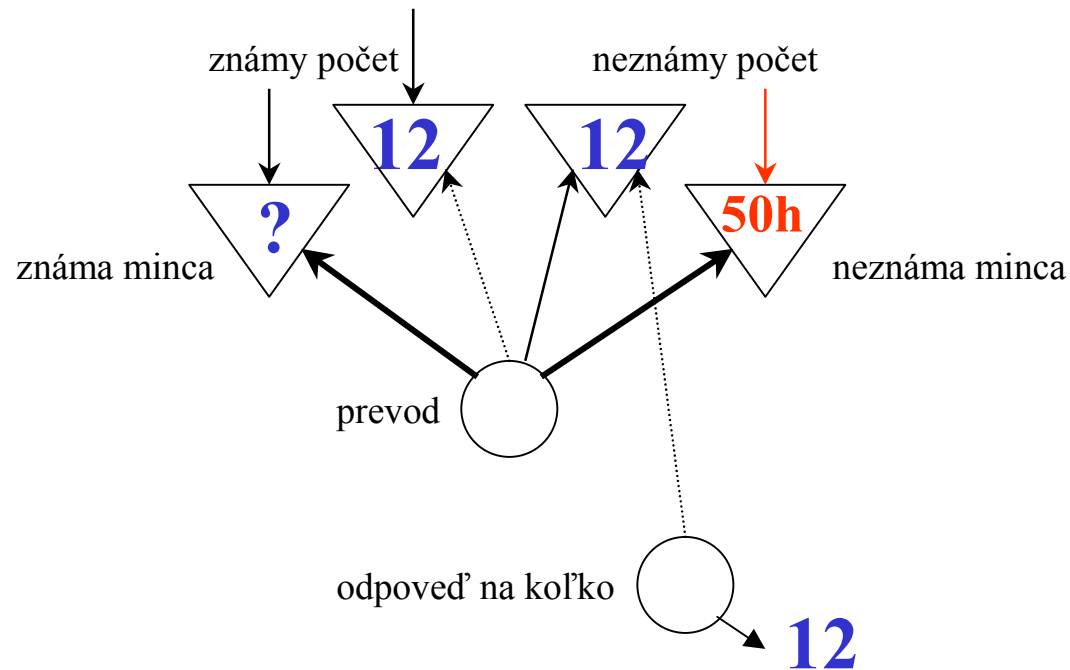 známy počet
neznámy počet
12
12
?
50h
známa minca
neznáma minca
prevod
odpoveď na koľko
12